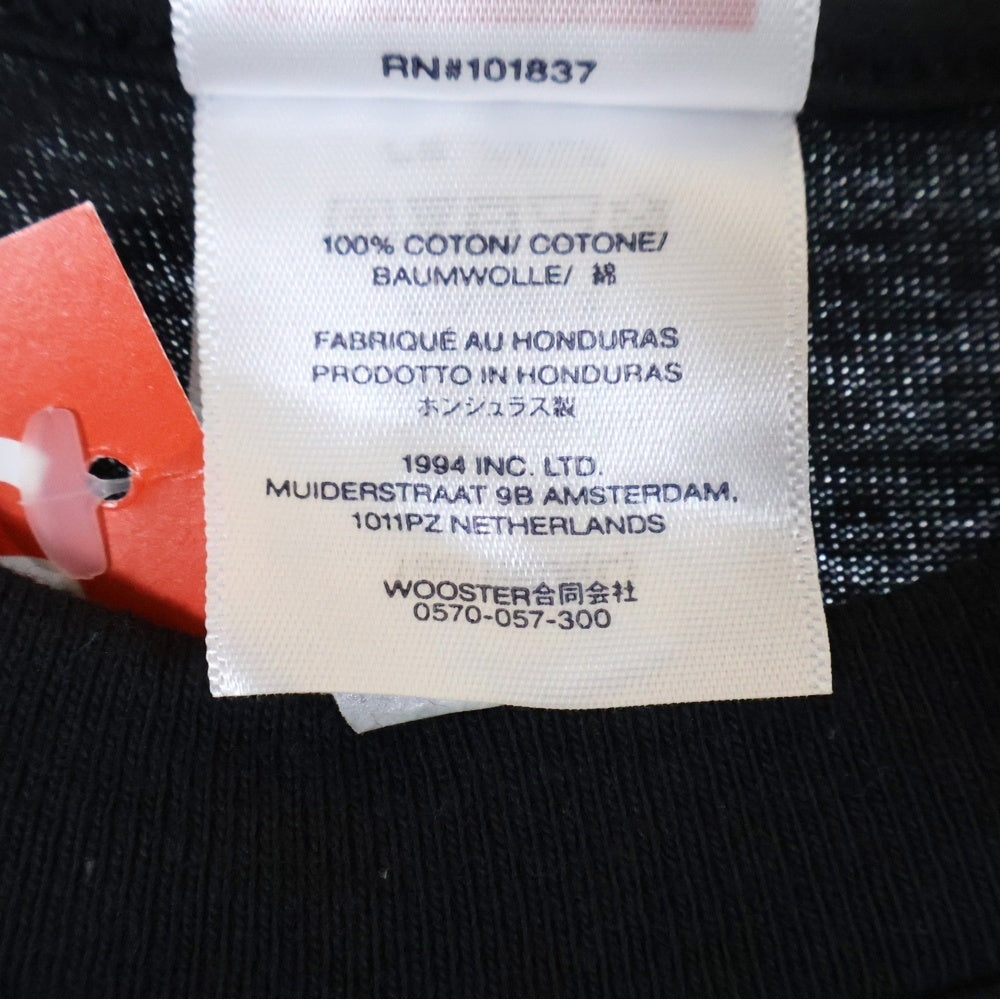 RN#101837
100% COTON/ COTONE/
BAUMWOLLE/ 綿
FABRIQUÉ AU HONDURAS
PRODOTTO IN HONDURAS
ホンジュラス製
1994 INC. LTD.
MUIDERSTRAAT 9B AMSTERDAM,
1011PZ NETHERLANDS
WOOSTER合同会社
0570-057-300